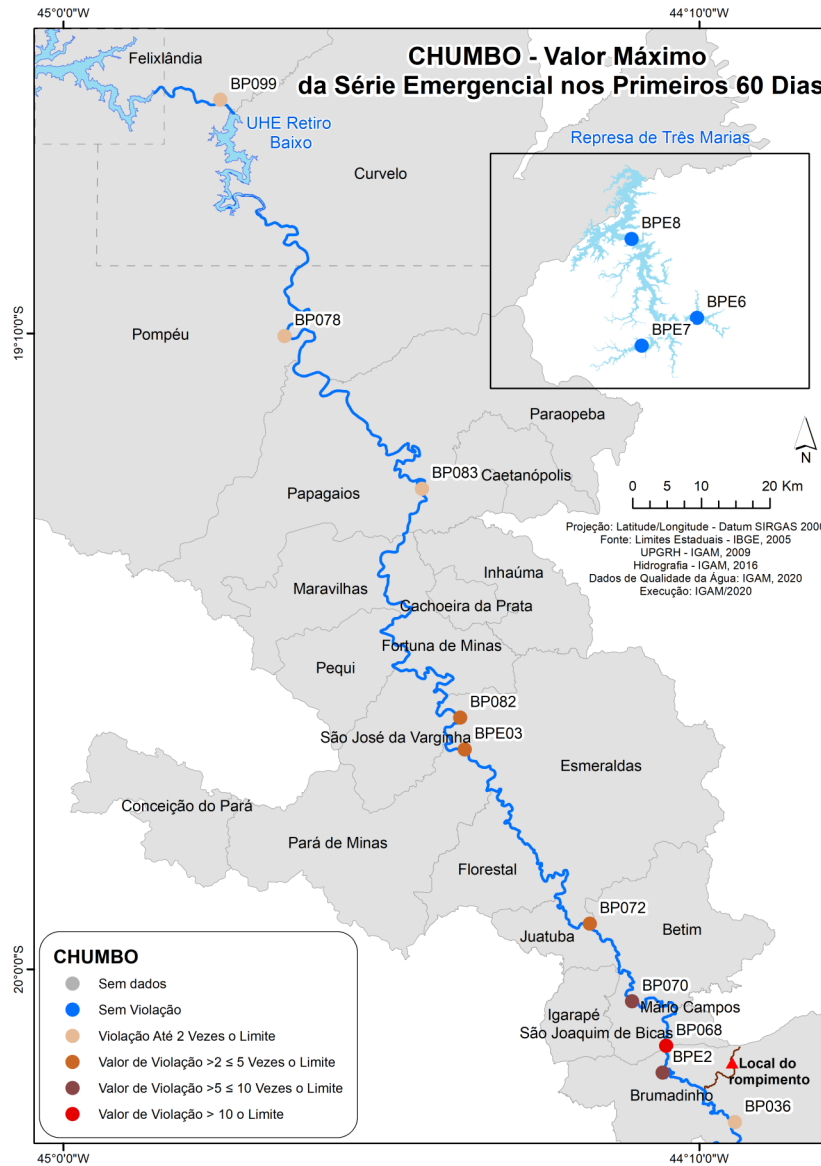 45°0'0"W
44°10'0"W
CHUMBO - Valor Máximo
da Série Emergencial nos Primeiros 60 Dias
Felixlândia
BP099
UHE Retiro
Baixo
Curvelo
Represa de Três Marias
BPE8
BPE6
BPE7
19°10'0"S
BP078
Pompéu
Paraopeba
N
BP083
Caetanópolis
Papagaios
0 5 10 20 Km
Projeção: Latitude/Longitude - Datum SIRGAS 2000
Fonte: Limites Estaduais - IBGE, 2005
UPGRH - IGAM, 2009
Hidrografia - IGAM, 2016
Dados de Qualidade da Água: IGAM, 2020
Execução: IGAM/2020
Inhaúma
Maravilhas
Cachoeira da Prata
Fortuna de Minas
Pequi
BP082
São José da Varginha
BPE03
Esmeraldas
Conceição do Pará
Pará de Minas
Florestal
BP072
Juatuba
Betim
20°0'0"S
BP070
Mário Campos
Igarapé
São Joaquim de Bicas
BP068
BPE2
Local do
rompimento
Brumadinho
BP036
CHUMBO
Sem dados
Sem Violação
Violação Até 2 Vezes o Limite
Valor de Violação >2 ≤ 5 Vezes o Limite
Valor de Violação >5 ≤ 10 Vezes o Limite
Valor de Violação > 10 o Limite
45°0'0"W
44°10'0"W